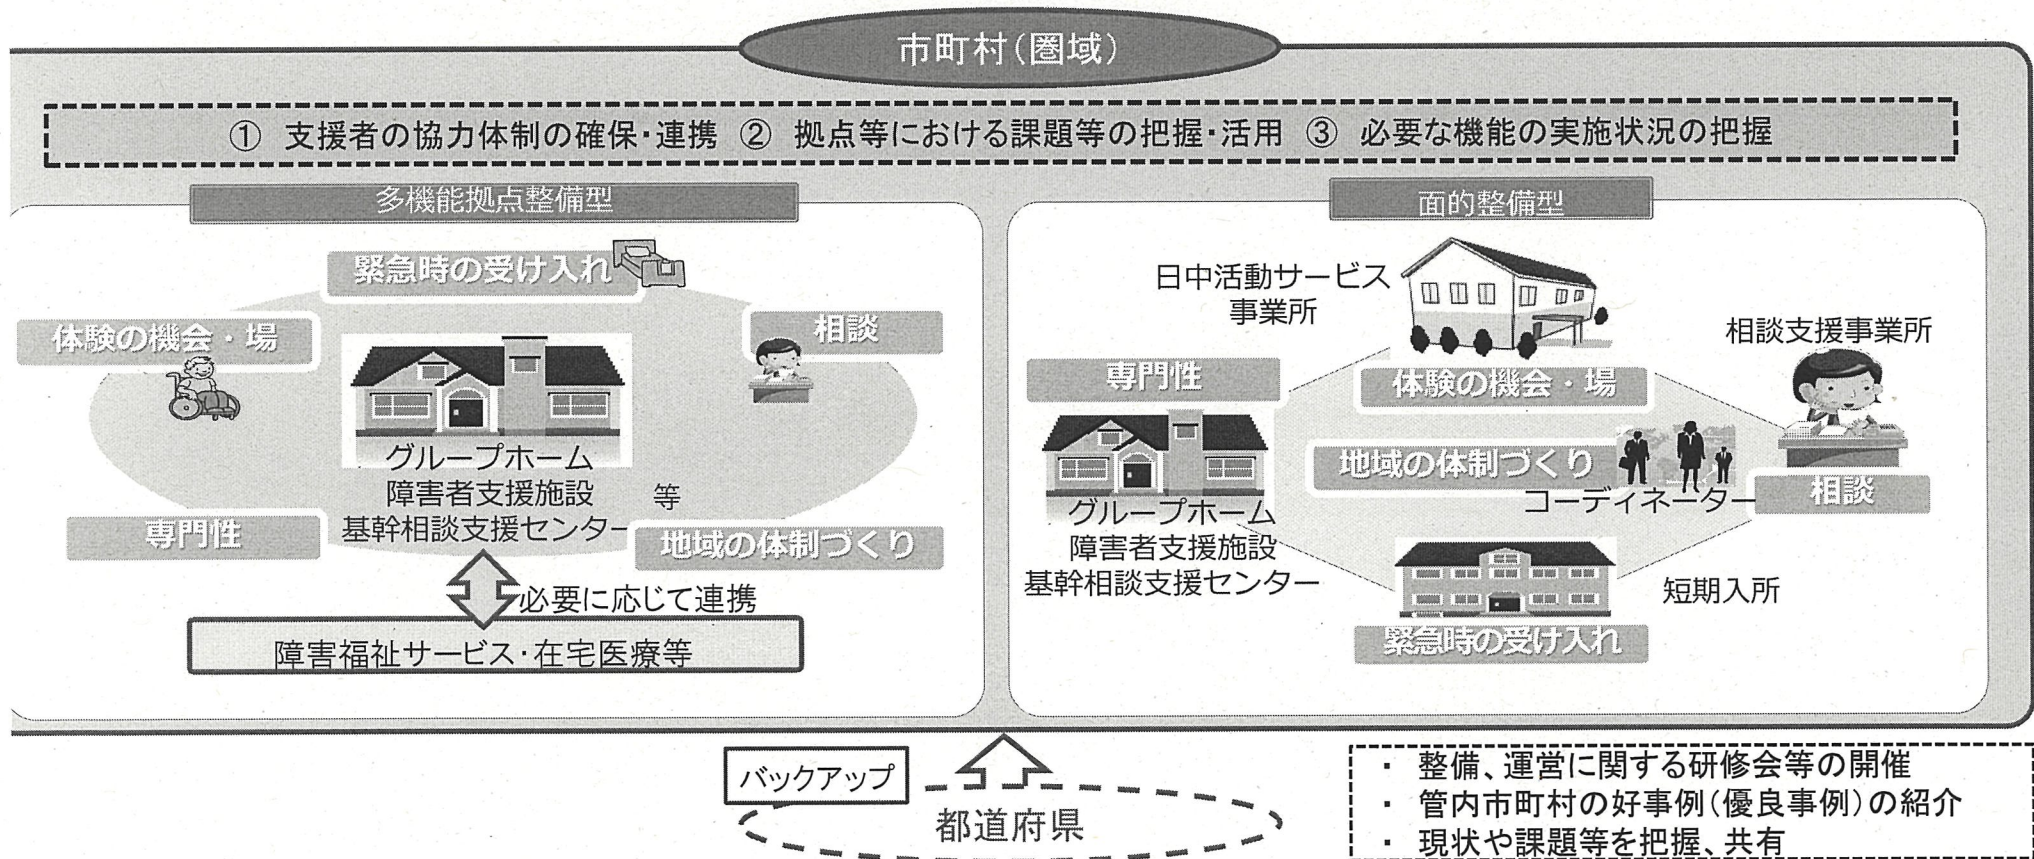 市町村(圏域)
① 支援者の協力体制の確保・連携 ② 拠点等における課題等の把握・活用 ③ 必要な機能の実施状況の把握
多機能拠点整備型
緊急時の受け入れ
体験の機会・場
相談
グループホーム
障害者支援施設 等
基幹相談支援センター
専門性
地域の体制づくり
必要に応じて連携
障害福祉サービス・在宅医療等
面的整備型
日中活動サービス
事業所
相談支援事業所
専門性
体験の機会・場
地域の体制づくり
コーディネーター
相談
グループホーム
障害者支援施設
基幹相談支援センター
短期入所
緊急時の受け入れ
バックアップ
都道府県
・ 整備、運営に関する研修会等の開催
・ 管内市町村の好事例(優良事例)の紹介
・ 現状や課題等を把握、共有